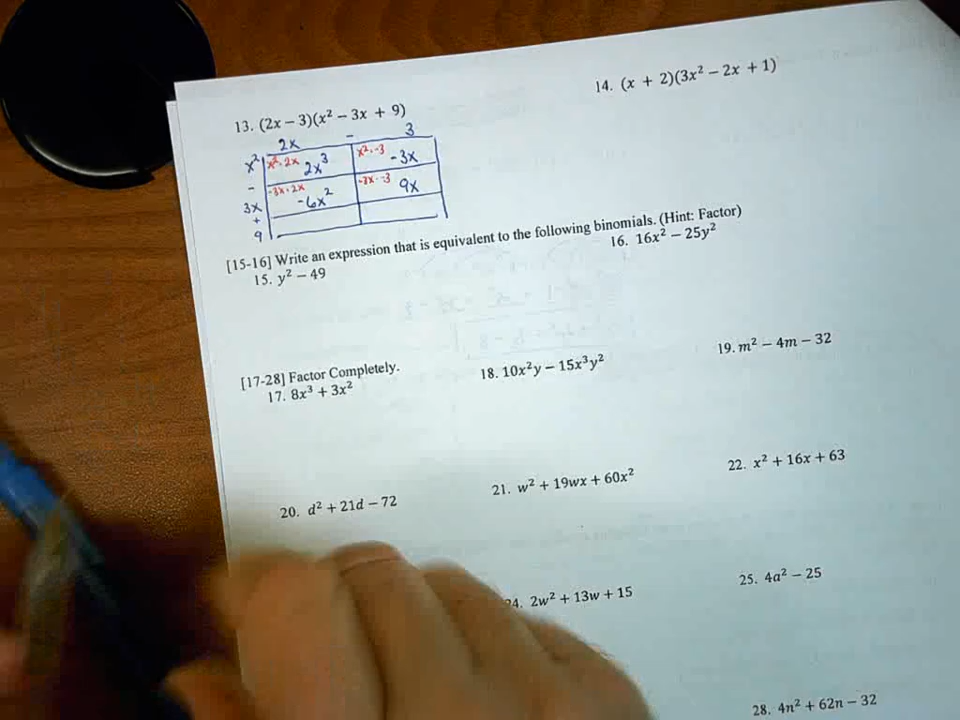 13. (2x − 3)(x² − 3x + 9)
14. (x + 2)(3x² − 2x + 1)
2x − 3
x² x²·2x 2x³ x²·-3 -3x
− -3x·2x -6x² -3x·-3 9x
3x
+
9
[15-16] Write an expression that is equivalent to the following binomials. (Hint: Factor)
15. y² − 49
16. 16x² − 25y²
[17-28] Factor Completely.
17. 8x³ + 3x²
18. 10x²y − 15x³y²
19. m² − 4m − 32
20. d² + 21d − 72
21. w² + 19wx + 60x²
22. x² + 16x + 63
24. 2w² + 13w + 15
25. 4a² − 25
28. 4n² + 62n − 32